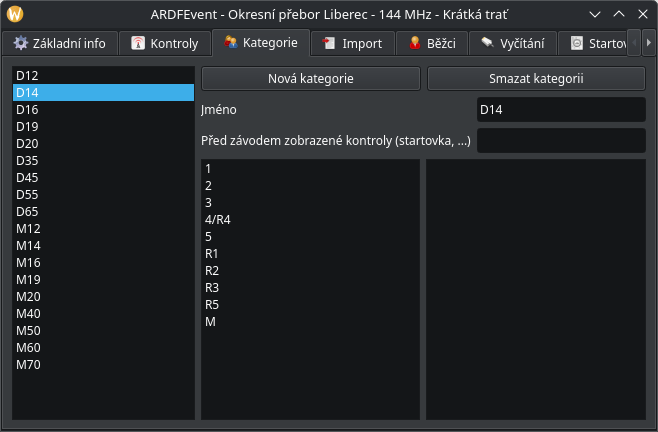 ARDFEvent - Okresní přebor Liberec - 144 MHz - Krátká trať
Základní info
Kontroly
Kategorie
Import
Běžci
Vyčítání
D12
D14
D16
D19
D20
D35
D45
D55
D65
M12
M14
M16
M19
M20
M40
M50
M60
M70
Nová kategorie
Smazat kategorii
Jméno
D14
Před závodem zobrazené kontroly (startovka, ...)
1
2
3
4/R4
5
R1
R2
R3
R5
M